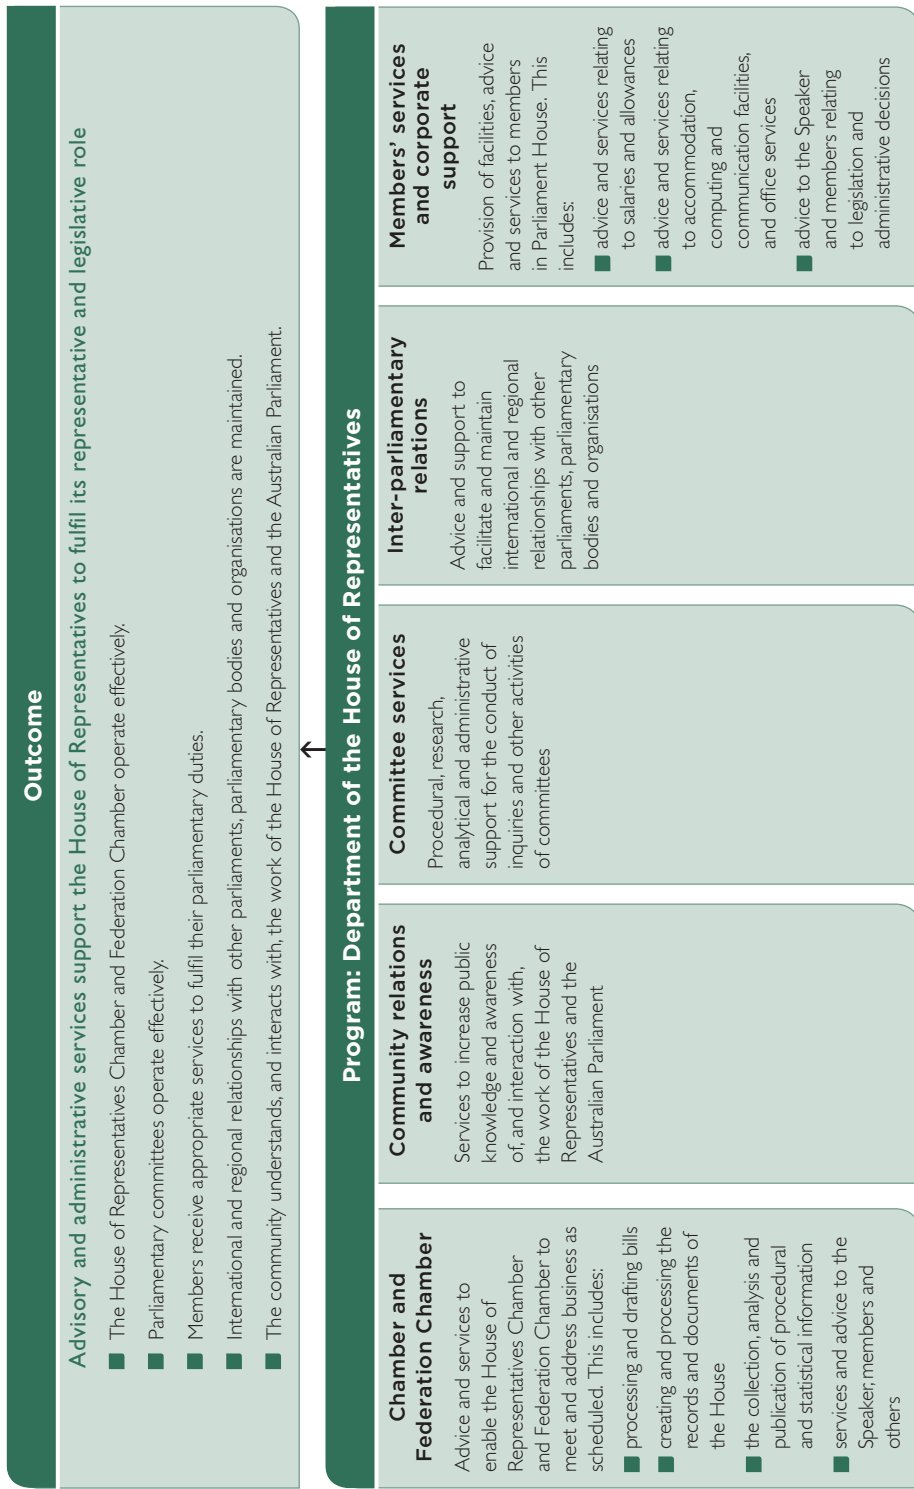 Outcome
Advisory and administrative services support the House of Representatives to fulfil its representative and legislative role
■ The House of Representatives Chamber and Federation Chamber operate effectively.
■ Parliamentary committees operate effectively.
■ Members receive appropriate services to fulfil their parliamentary duties.
■ International and regional relationships with other parliaments, parliamentary bodies and organisations are maintained.
■ The community understands, and interacts with, the work of the House of Representatives and the Australian Parliament.
Program: Department of the House of Representatives
Chamber and
Federation Chamber
Advice and services to
enable the House of
Representatives Chamber
and Federation Chamber to
meet and address business as
scheduled. This includes:
■ processing and drafting bills
■ creating and processing the
records and documents of
the House
■ the collection, analysis and
publication of procedural
and statistical information
■ services and advice to the
Speaker, members and
others
Community relations
and awareness
Services to increase public
knowledge and awareness
of, and interaction with,
the work of the House of
Representatives and the
Australian Parliament
Committee services
Procedural, research,
analytical and administrative
support for the conduct of
inquiries and other activities
of committees
Inter-parliamentary
relations
Advice and support to
facilitate and maintain
international and regional
relationships with other
parliaments, parliamentary
bodies and organisations
Members' services
and corporate
support
Provision of facilities, advice
and services to members
in Parliament House. This
includes:
■ advice and services relating
to salaries and allowances
■ advice and services relating
to accommodation,
computing and
communication facilities,
and office services
■ advice to the Speaker
and members relating
to legislation and
administrative decisions